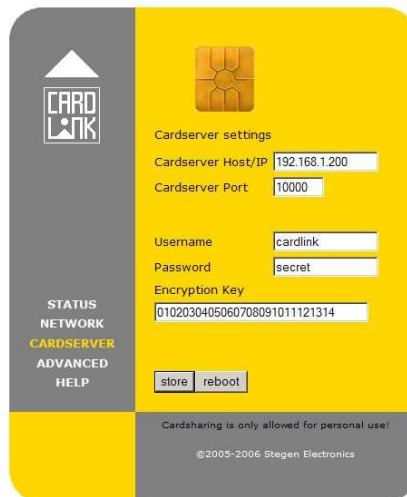 CARD
LINK
Cardserver settings
Cardserver Host/IP 192.168.1.200
Cardserver Port 10000
Username cardlink
Password secret
Encryption Key
0102030405060708091011121314
STATUS
NETWORK
CARDSERVER
ADVANCED
HELP
store reboot
Cardsharing is only allowed for personal use!
©2005-2006 Stegen Electronics